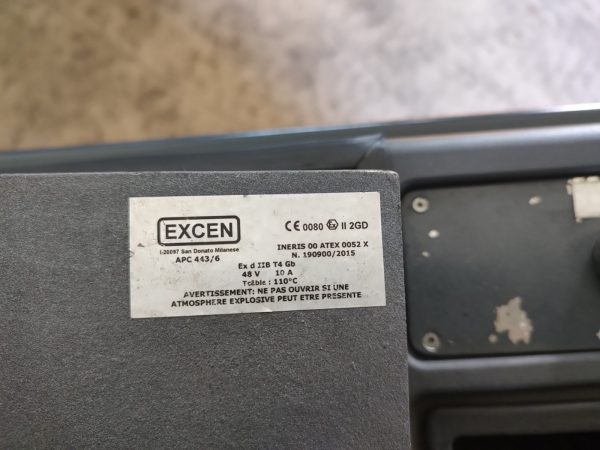 EXCEN
I-20097 San Donato Milanese
APC 443/6
CE 0080 Ex II 2GD
INERIS 00 ATEX 0052 X
N. 190900/2015
Ex d IIB T4 Gb
48 V 10 A
Tcâble : 110°C
AVERTISSEMENT: NE PAS OUVRIR SI UNE
ATMOSPHERE EXPLOSIVE PEUT ETRE PRESENTE